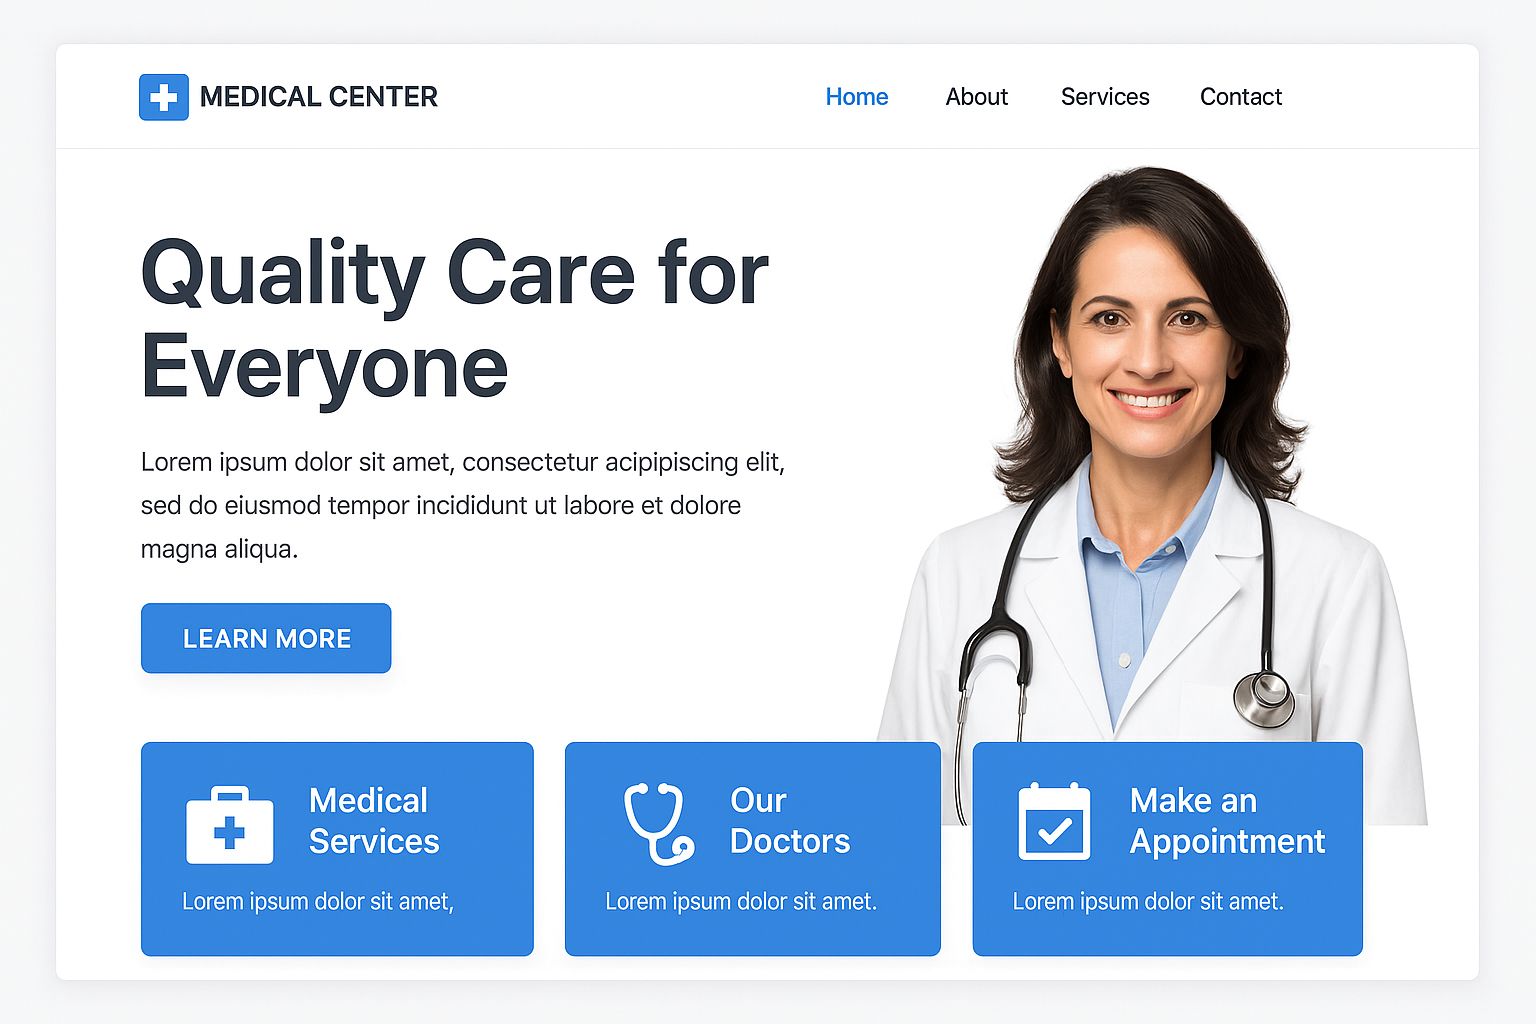 MEDICAL CENTER
Home About Services Contact
Quality Care for
Everyone
Lorem ipsum dolor sit amet, consectetur acipipiscing elit,
sed do eiusmod tempor incididunt ut labore et dolore
magna aliqua.
LEARN MORE
Medical
Services
Lorem ipsum dolor sit amet,
Our
Doctors
Lorem ipsum dolor sit amet.
Make an
Appointment
Lorem ipsum dolor sit amet.